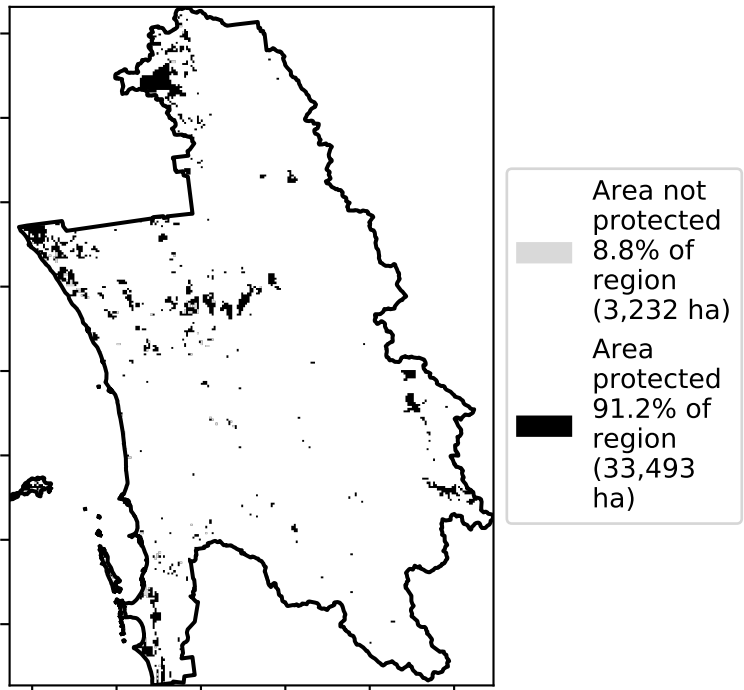 Area not
protected
8.8% of
region
(3,232 ha)
Area
protected
91.2% of
region
(33,493
ha)